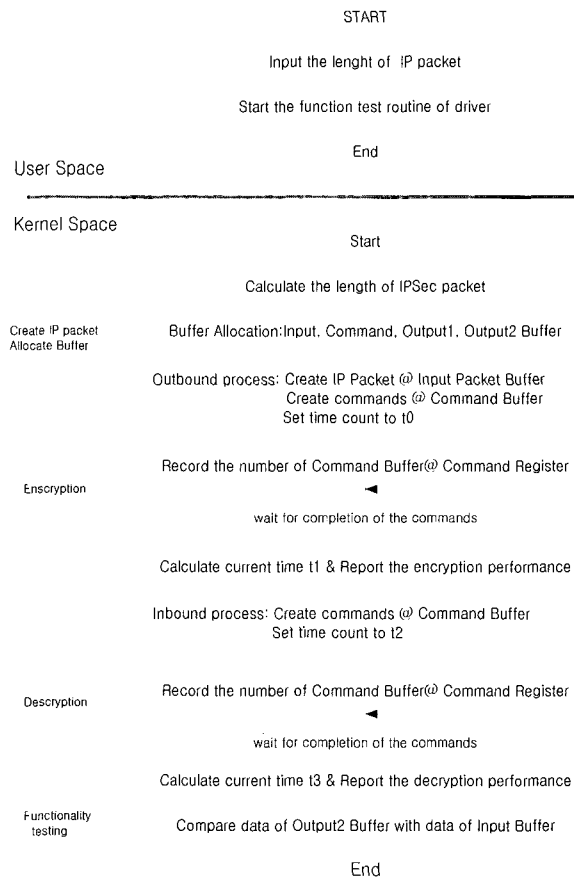 START
Input the lenght of IP packet
Start the function test routine of driver
End
User Space
Kernel Space
Start
Calculate the length of IPSec packet
Create IP packet
Allocate Buffer
Buffer Allocation:Input, Command, Output1, Output2 Buffer
Outbound process: Create IP Packet @ Input Packet Buffer
Create commands @ Command Buffer
Set time count to t0
Record the number of Command Buffer@ Command Register
Enscryption
wait for completion of the commands
Calculate current time t1 & Report the encryption performance
Inbound process: Create commands @ Command Buffer
Set time count to t2
Record the number of Command Buffer@ Command Register
Descryption
wait for completion of the commands
Calculate current time t3 & Report the decryption performance
Functionality
testing
Compare data of Output2 Buffer with data of Input Buffer
End